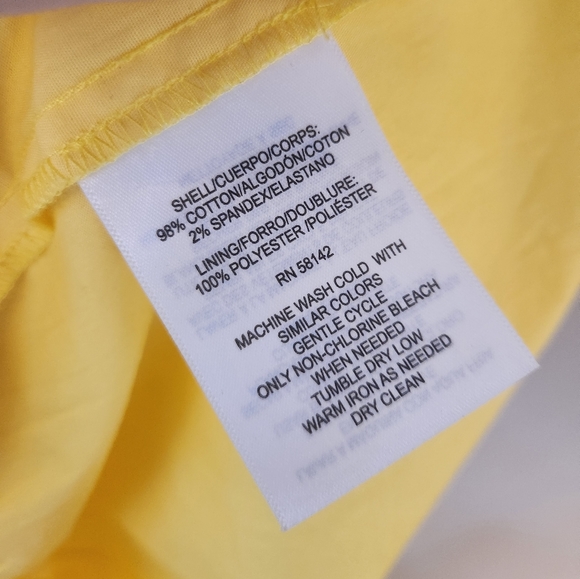 SHELL/CUERPO/CORPS:
98% COTTON/ALGODÓN/COTON
2% SPANDEX/ELASTANO
LINING/FORRO/DOUBLURE:
100% POLYESTER /POLIÉSTER
RN 58142
MACHINE WASH COLD WITH
SIMILAR COLORS
GENTLE CYCLE
ONLY NON-CHLORINE BLEACH
WHEN NEEDED
TUMBLE DRY LOW
WARM IRON AS NEEDED
DRY CLEAN